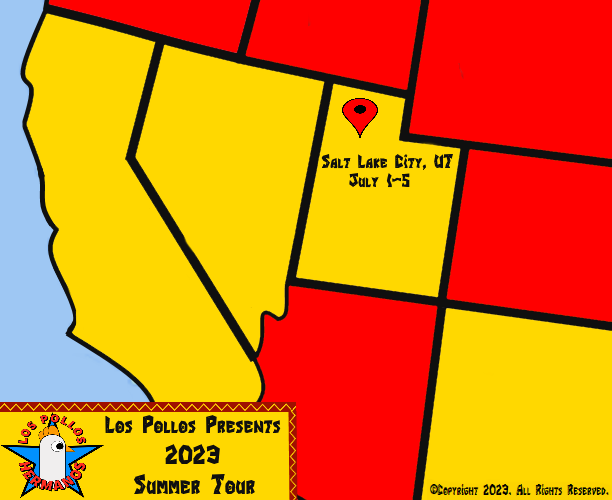 Salt Lake City, UT
July 1-5
LOS POLLOS
HERMANOS
Los Pollos Presents
2023
Summer Tour
©Copyright 2023. All Rights Reserved.